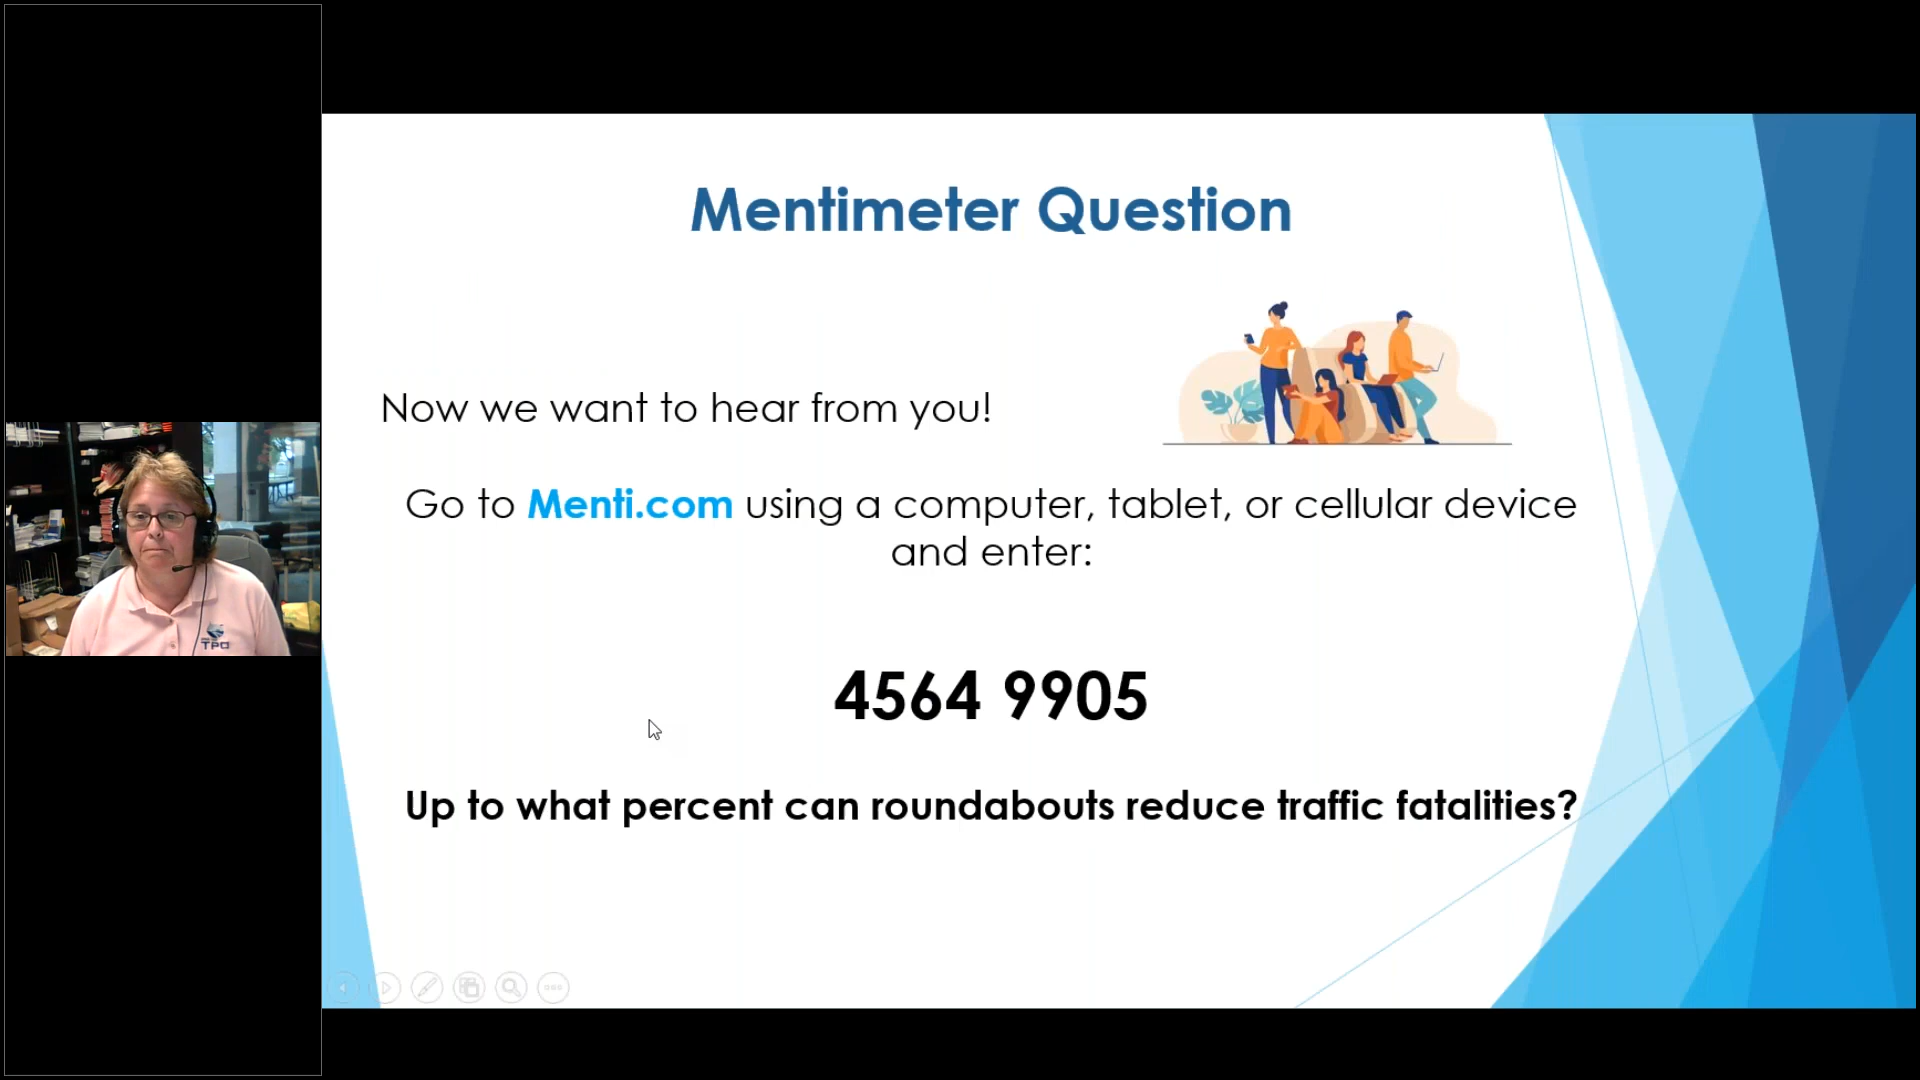 Mentimeter Question
Now we want to hear from you!
Go to Menti.com using a computer, tablet, or cellular device
and enter:
TPO
4564 9905
Up to what percent can roundabouts reduce traffic fatalities?